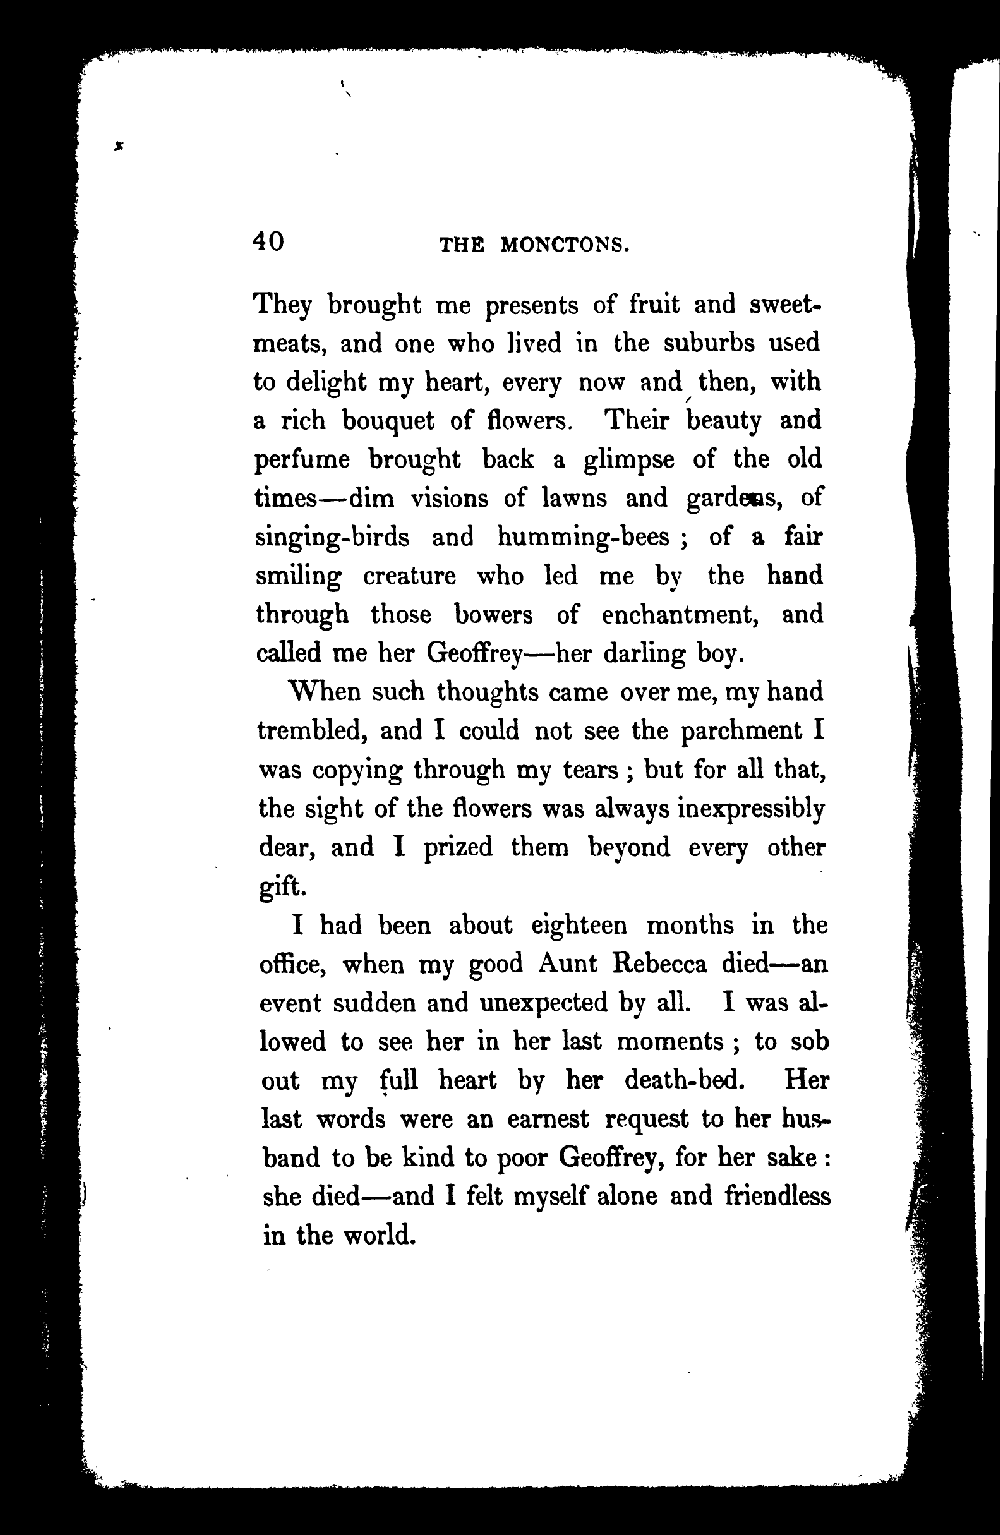 40 THE MONCTONS.
They brought me presents of fruit and sweet-
meats, and one who lived in the suburbs used
to delight my heart, every now and then, with
a rich bouquet of flowers. Their beauty and
perfume brought back a glimpse of the old
times—dim visions of lawns and gardens, of
singing-birds and humming-bees ; of a fair
smiling creature who led me by the hand
through those bowers of enchantment, and
called me her Geoffrey—her darling boy.
When such thoughts came over me, my hand
trembled, and I could not see the parchment I
was copying through my tears ; but for all that,
the sight of the flowers was always inexpressibly
dear, and I prized them beyond every other
gift.
I had been about eighteen months in the
office, when my good Aunt Rebecca died—an
event sudden and unexpected by all. I was al-
lowed to see her in her last moments ; to sob
out my full heart by her death-bed. Her
last words were an earnest request to her hus-
band to be kind to poor Geoffrey, for her sake :
she died—and I felt myself alone and friendless
in the world.